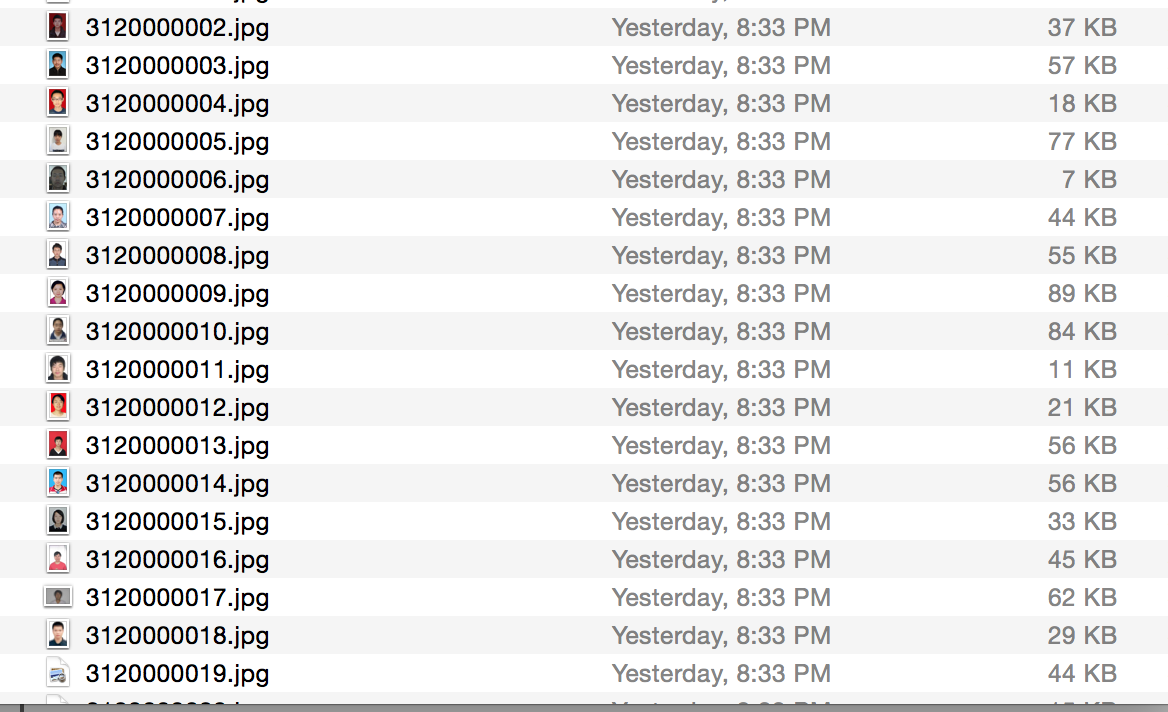 3120000002.jpg Yesterday, 8:33 PM 37 KB
3120000003.jpg Yesterday, 8:33 PM 57 KB
3120000004.jpg Yesterday, 8:33 PM 18 KB
3120000005.jpg Yesterday, 8:33 PM 77 KB
3120000006.jpg Yesterday, 8:33 PM 7 KB
3120000007.jpg Yesterday, 8:33 PM 44 KB
3120000008.jpg Yesterday, 8:33 PM 55 KB
3120000009.jpg Yesterday, 8:33 PM 89 KB
3120000010.jpg Yesterday, 8:33 PM 84 KB
3120000011.jpg Yesterday, 8:33 PM 11 KB
3120000012.jpg Yesterday, 8:33 PM 21 KB
3120000013.jpg Yesterday, 8:33 PM 56 KB
3120000014.jpg Yesterday, 8:33 PM 56 KB
3120000015.jpg Yesterday, 8:33 PM 33 KB
3120000016.jpg Yesterday, 8:33 PM 45 KB
3120000017.jpg Yesterday, 8:33 PM 62 KB
3120000018.jpg Yesterday, 8:33 PM 29 KB
3120000019.jpg Yesterday, 8:33 PM 44 KB